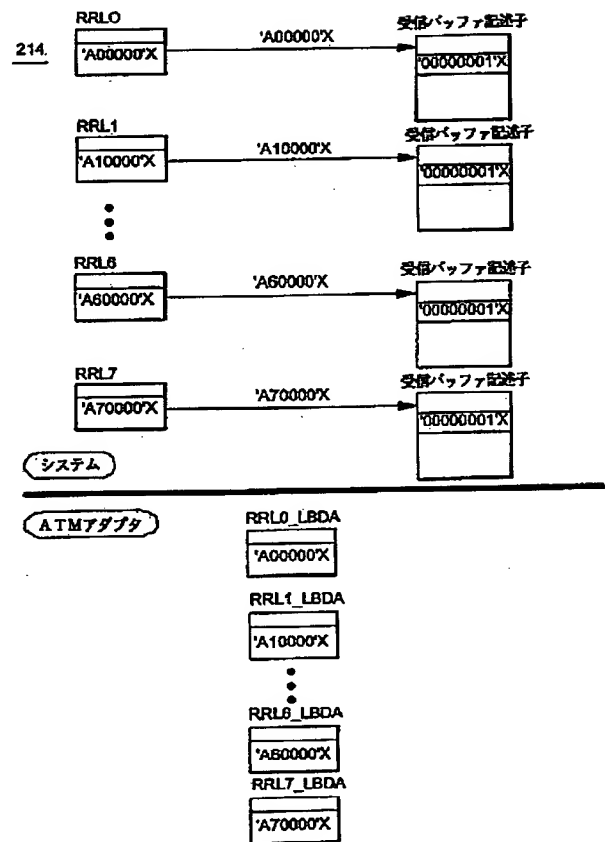 RRL0
214.
'A00000'X
'A00000'X
受信バッファ記述子
'00000001'X
RRL1
'A10000'X
'A10000'X
受信バッファ記述子
'00000001'X
RRL6
'A60000'X
'A60000'X
受信バッファ記述子
'00000001'X
RRL7
'A70000'X
'A70000'X
受信バッファ記述子
'00000001'X
システム
ATMアダプタ
RRL0_LBDA
'A00000'X
RRL1_LBDA
'A10000'X
RRL6_LBDA
'A60000'X
RRL7_LBDA
'A70000'X